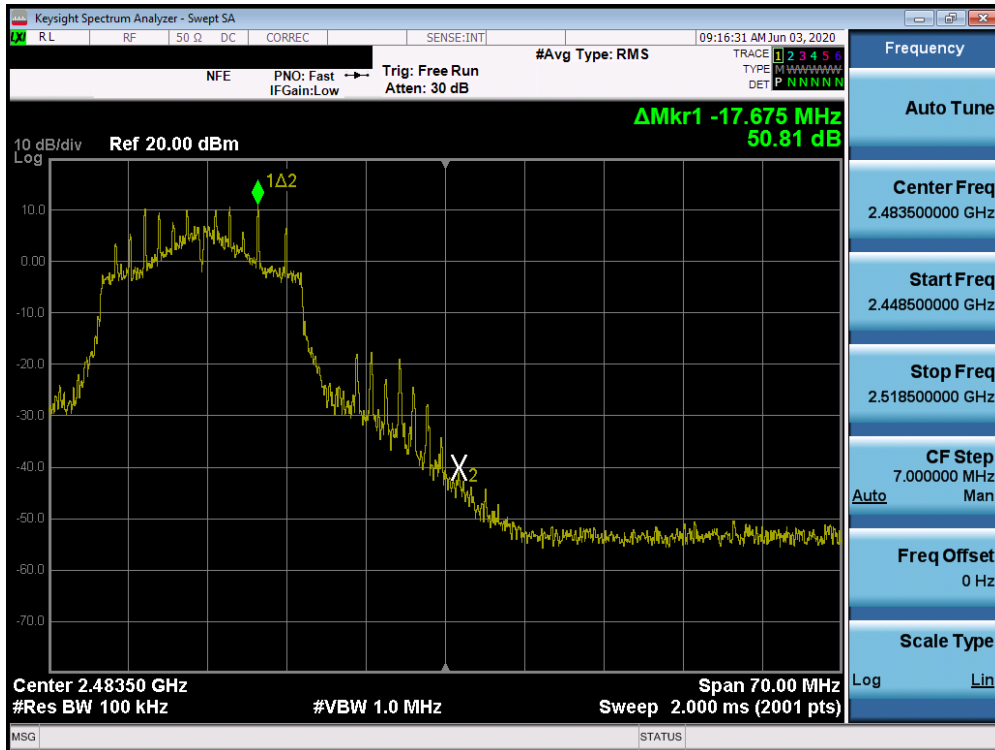 Keysight Spectrum Analyzer - Swept SA
LXI RL RF 50 Ω DC CORREC SENSE:INT 09:16:31 AM Jun 03, 2020
NFE PNO: Fast IFGain:Low
Trig: Free Run
Atten: 30 dB
#Avg Type: RMS
TRACE 1 2 3 4 5 6
TYPE M WWWWW
DET P N N N N N
ΔMkr1 -17.675 MHz
50.81 dB
10 dB/div Ref 20.00 dBm
Log
1Δ2
10.0
0.00
-10.0
-20.0
-30.0
-40.0
X2
-50.0
-60.0
-70.0
Center 2.48350 GHz Span 70.00 MHz
#Res BW 100 kHz #VBW 1.0 MHz Sweep 2.000 ms (2001 pts)
MSG STATUS
Frequency
Auto Tune
Center Freq
2.483500000 GHz
Start Freq
2.448500000 GHz
Stop Freq
2.518500000 GHz
CF Step
7.000000 MHz
Auto Man
Freq Offset
0 Hz
Scale Type
Log Lin